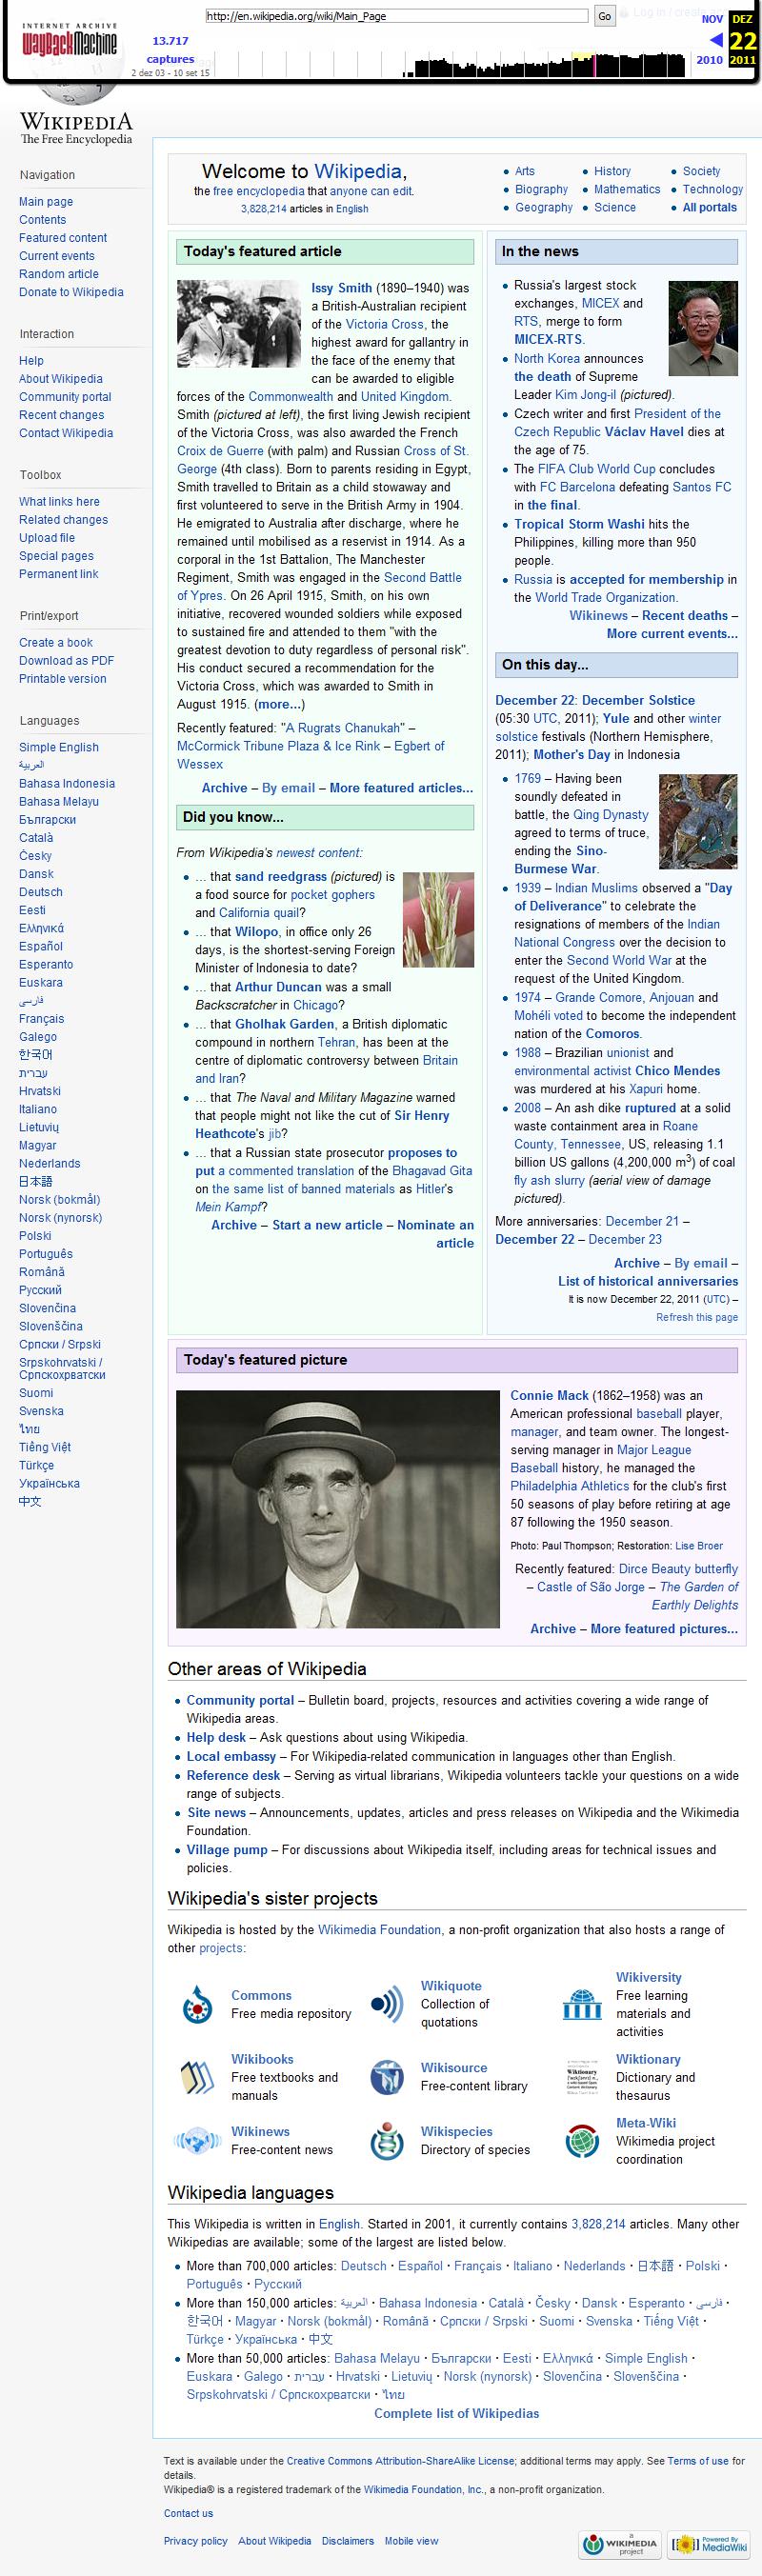 INTERNET ARCHIVE
WayBackMachine
http://en.wikipedia.org/wiki/Main_Page
Go
Log in / create
13.717
captures
2 dez 03 - 10 set 15
NOV
DEZ
22
2010
2011
WIKIPEDIA
The Free Encyclopedia
Navigation
Main page
Contents
Featured content
Current events
Random article
Donate to Wikipedia
Interaction
Help
About Wikipedia
Community portal
Recent changes
Contact Wikipedia
Toolbox
What links here
Related changes
Upload file
Special pages
Permanent link
Print/export
Create a book
Download as PDF
Printable version
Languages
Simple English
العربية
Bahasa Indonesia
Bahasa Melayu
Български
Català
Česky
Dansk
Deutsch
Eesti
Ελληνικά
Español
Esperanto
Euskara
فارسی
Français
Galego
한국어
עברית
Hrvatski
Italiano
Lietuvių
Magyar
Nederlands
日本語
Norsk (bokmål)
Norsk (nynorsk)
Polski
Português
Română
Русский
Slovenčina
Slovenščina
Српски / Srpski
Srpskohrvatski /
Српскохрватски
Suomi
Svenska
ไทย
Tiếng Việt
Türkçe
Українська
中文
Welcome to Wikipedia,
the free encyclopedia that anyone can edit.
3,828,214 articles in English
Arts
Biography
Geography
History
Mathematics
Science
Society
Technology
All portals
Today's featured article
Issy Smith (1890–1940) was
a British-Australian recipient
of the Victoria Cross, the
highest award for gallantry in
the face of the enemy that
can be awarded to eligible
forces of the Commonwealth and United Kingdom.
Smith (pictured at left), the first living Jewish recipient
of the Victoria Cross, was also awarded the French
Croix de Guerre (with palm) and Russian Cross of St.
George (4th class). Born to parents residing in Egypt,
Smith travelled to Britain as a child stowaway and
first volunteered to serve in the British Army in 1904.
He emigrated to Australia after discharge, where he
remained until mobilised as a reservist in 1914. As a
corporal in the 1st Battalion, The Manchester
Regiment, Smith was engaged in the Second Battle
of Ypres. On 26 April 1915, Smith, on his own
initiative, recovered wounded soldiers while exposed
to sustained fire and attended to them "with the
greatest devotion to duty regardless of personal risk".
His conduct secured a recommendation for the
Victoria Cross, which was awarded to Smith in
August 1915. (more...)
Recently featured: "A Rugrats Chanukah" –
McCormick Tribune Plaza & Ice Rink – Egbert of
Wessex
Archive – By email – More featured articles...
Did you know...
From Wikipedia's newest content:
... that sand reedgrass (pictured) is
a food source for pocket gophers
and California quail?
... that Wilopo, in office only 26
days, is the shortest-serving Foreign
Minister of Indonesia to date?
... that Arthur Duncan was a small
Backscratcher in Chicago?
... that Gholhak Garden, a British diplomatic
compound in northern Tehran, has been at the
centre of diplomatic controversy between Britain
and Iran?
... that The Naval and Military Magazine warned
that people might not like the cut of Sir Henry
Heathcote's jib?
... that a Russian state prosecutor proposes to
put a commented translation of the Bhagavad Gita
on the same list of banned materials as Hitler's
Mein Kampf?
Archive – Start a new article – Nominate an
article
In the news
Russia's largest stock
exchanges, MICEX and
RTS, merge to form
MICEX-RTS.
North Korea announces
the death of Supreme
Leader Kim Jong-il (pictured).
Czech writer and first President of the
Czech Republic Václav Havel dies at
the age of 75.
The FIFA Club World Cup concludes
with FC Barcelona defeating Santos FC
in the final.
Tropical Storm Washi hits the
Philippines, killing more than 950
people.
Russia is accepted for membership in
the World Trade Organization.
Wikinews – Recent deaths –
More current events...
On this day...
December 22: December Solstice
(05:30 UTC, 2011); Yule and other winter
solstice festivals (Northern Hemisphere,
2011); Mother's Day in Indonesia
1769 – Having been
soundly defeated in
battle, the Qing Dynasty
agreed to terms of truce,
ending the Sino-
Burmese War.
1939 – Indian Muslims observed a "Day
of Deliverance" to celebrate the
resignations of members of the Indian
National Congress over the decision to
enter the Second World War at the
request of the United Kingdom.
1974 – Grande Comore, Anjouan and
Mohéli voted to become the independent
nation of the Comoros.
1988 – Brazilian unionist and
environmental activist Chico Mendes
was murdered at his Xapuri home.
2008 – An ash dike ruptured at a solid
waste containment area in Roane
County, Tennessee, US, releasing 1.1
billion US gallons (4,200,000 m³) of coal
fly ash slurry (aerial view of damage
pictured).
More anniversaries: December 21 –
December 22 – December 23
Archive – By email –
List of historical anniversaries
It is now December 22, 2011 (UTC) –
Refresh this page
Today's featured picture
Connie Mack (1862–1958) was an
American professional baseball player,
manager, and team owner. The longest-
serving manager in Major League
Baseball history, he managed the
Philadelphia Athletics for the club's first
50 seasons of play before retiring at age
87 following the 1950 season.
Photo: Paul Thompson; Restoration: Lise Broer
Recently featured: Dirce Beauty butterfly
– Castle of São Jorge – The Garden of
Earthly Delights
Archive – More featured pictures...
Other areas of Wikipedia
Community portal – Bulletin board, projects, resources and activities covering a wide range of
Wikipedia areas.
Help desk – Ask questions about using Wikipedia.
Local embassy – For Wikipedia-related communication in languages other than English.
Reference desk – Serving as virtual librarians, Wikipedia volunteers tackle your questions on a wide
range of subjects.
Site news – Announcements, updates, articles and press releases on Wikipedia and the Wikimedia
Foundation.
Village pump – For discussions about Wikipedia itself, including areas for technical issues and
policies.
Wikipedia's sister projects
Wikipedia is hosted by the Wikimedia Foundation, a non-profit organization that also hosts a range of
other projects:
Commons
Free media repository
Wikiquote
Collection of
quotations
Wikiversity
Free learning
materials and
activities
Wikibooks
Free textbooks and
manuals
Wikisource
Free-content library
Wiktionary
Wiktionary
Dictionary and
thesaurus
Wikinews
Free-content news
Wikispecies
Directory of species
Meta-Wiki
Wikimedia project
coordination
Wikipedia languages
This Wikipedia is written in English. Started in 2001, it currently contains 3,828,214 articles. Many other
Wikipedias are available; some of the largest are listed below.
More than 700,000 articles: Deutsch · Español · Français · Italiano · Nederlands · 日本語 · Polski ·
Português · Русский
More than 150,000 articles: العربية · Bahasa Indonesia · Català · Česky · Dansk · Esperanto · فارسی ·
한국어 · Magyar · Norsk (bokmål) · Română · Српски / Srpski · Suomi · Svenska · Tiếng Việt ·
Türkçe · Українська · 中文
More than 50,000 articles: Bahasa Melayu · Български · Eesti · Ελληνικά · Simple English ·
Euskara · Galego · עברית · Hrvatski · Lietuvių · Norsk (nynorsk) · Slovenčina · Slovenščina ·
Srpskohrvatski / Српскохрватски · ไทย
Complete list of Wikipedias
Text is available under the Creative Commons Attribution-ShareAlike License; additional terms may apply. See Terms of use for
details.
Wikipedia® is a registered trademark of the Wikimedia Foundation, Inc., a non-profit organization.
Contact us
Privacy policy About Wikipedia Disclaimers Mobile view
a
WIKIMEDIA
project
Powered By
MediaWiki